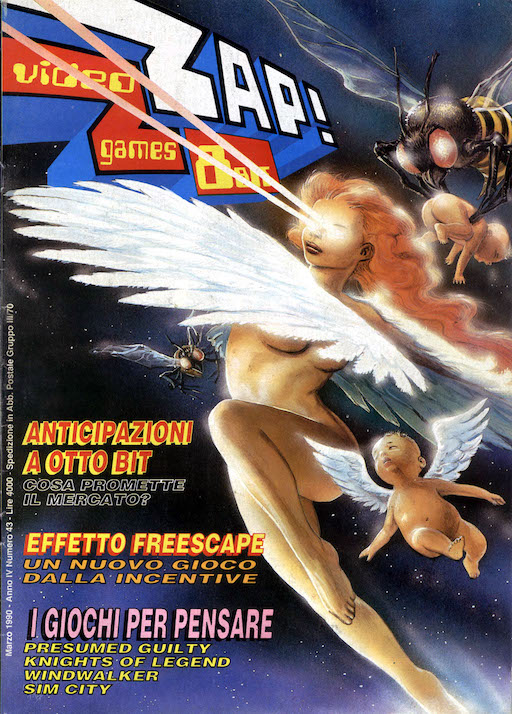 ZAP!
video
games
8 BIT
ANTICIPAZIONI
A OTTO BIT
COSA PROMETTE
IL MERCATO?
EFFETTO FREESCAPE
UN NUOVO GIOCO
DALLA INCENTIVE
I GIOCHI PER PENSARE
PRESUMED GUILTY
KNIGHTS OF LEGEND
WINDWALKER
SIM CITY
Marzo 1990 - Anno IV Numero 43 - Lire 4000 - Spedizione in Abb. Postale Gruppo III/70